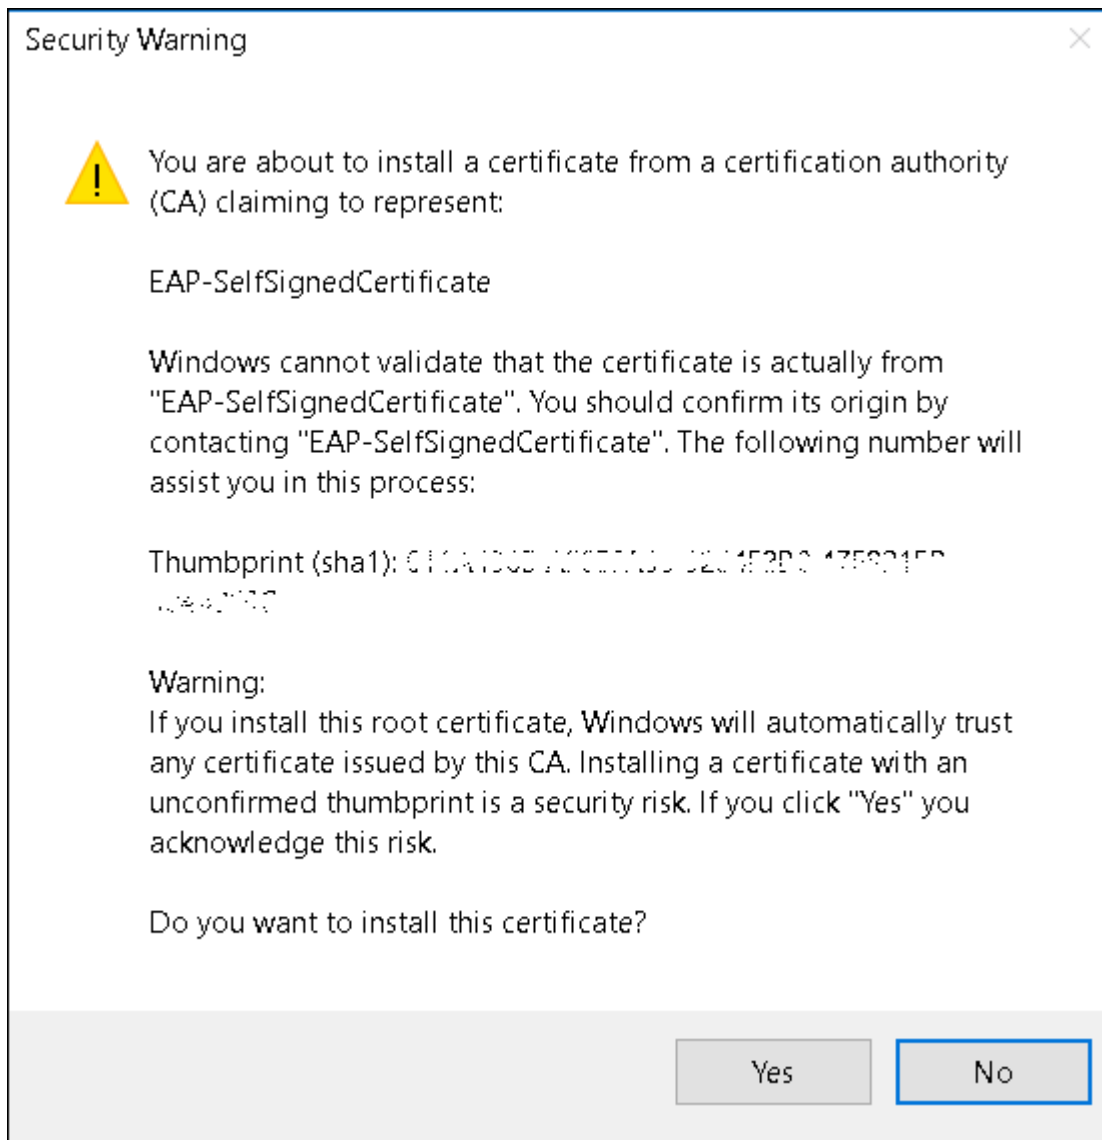 Security Warning
You are about to install a certificate from a certification authority
(CA) claiming to represent:
EAP-SelfSignedCertificate
Windows cannot validate that the certificate is actually from
"EAP-SelfSignedCertificate". You should confirm its origin by
contacting "EAP-SelfSignedCertificate". The following number will
assist you in this process:
Thumbprint (sha1):
Warning:
If you install this root certificate, Windows will automatically trust
any certificate issued by this CA. Installing a certificate with an
unconfirmed thumbprint is a security risk. If you click "Yes" you
acknowledge this risk.
Do you want to install this certificate?
Yes
No